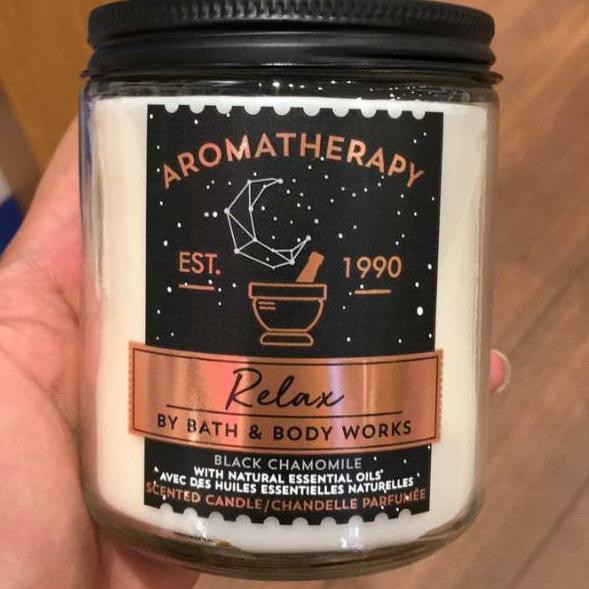 AROMATHERAPY
EST. 1990
Relax
BY BATH & BODY WORKS
BLACK CHAMOMILE
WITH NATURAL ESSENTIAL OILS
AVEC DES HUILES ESSENTIELLES NATURELLES
SCENTED CANDLE/CHANDELLE PARFUMÉE